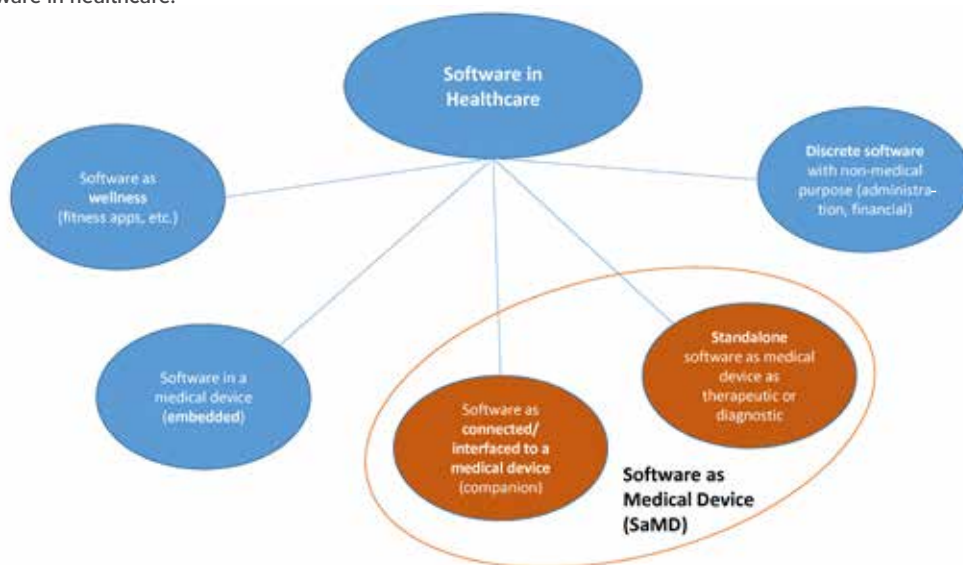 ware in healthcare.
Software in
Healthcare
Software as
wellness
(fitness apps, etc.)
Discrete software
with non-medical
purpose (administra-
tion, financial)
Software in a
medical device
(embedded)
Software as
connected/
interfaced to a
medical device
(companion)
Standalone
software as medical
device as
therapeutic or
diagnostic
Software as
Medical Device
(SaMD)